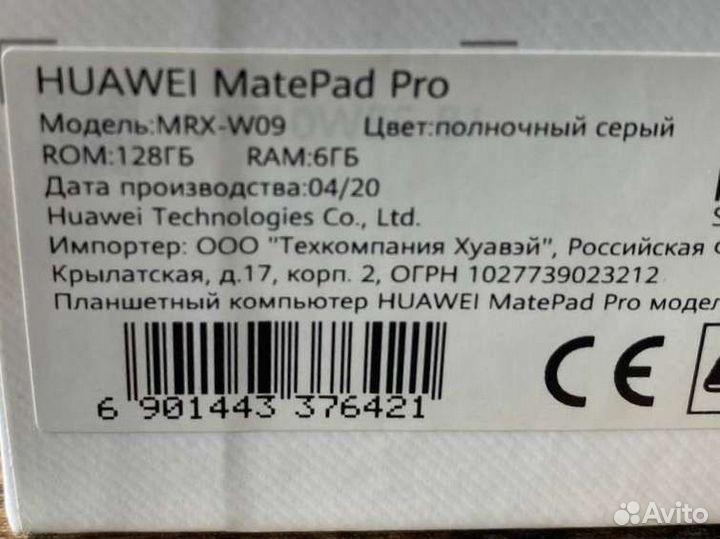 HUAWEI MatePad Pro
Модель:MRX-W09 Цвет:полночный серый
ROM:128ГБ RAM:6ГБ
Дата производства:04/20
Huawei Technologies Co., Ltd.
Импортер: ООО "Техкомпания Хуавэй", Российская
Крылатская, д.17, корп. 2, ОГРН 1027739023212
Планшетный компьютер HUAWEI MatePad Pro
CE
6 901443 376421
Avito